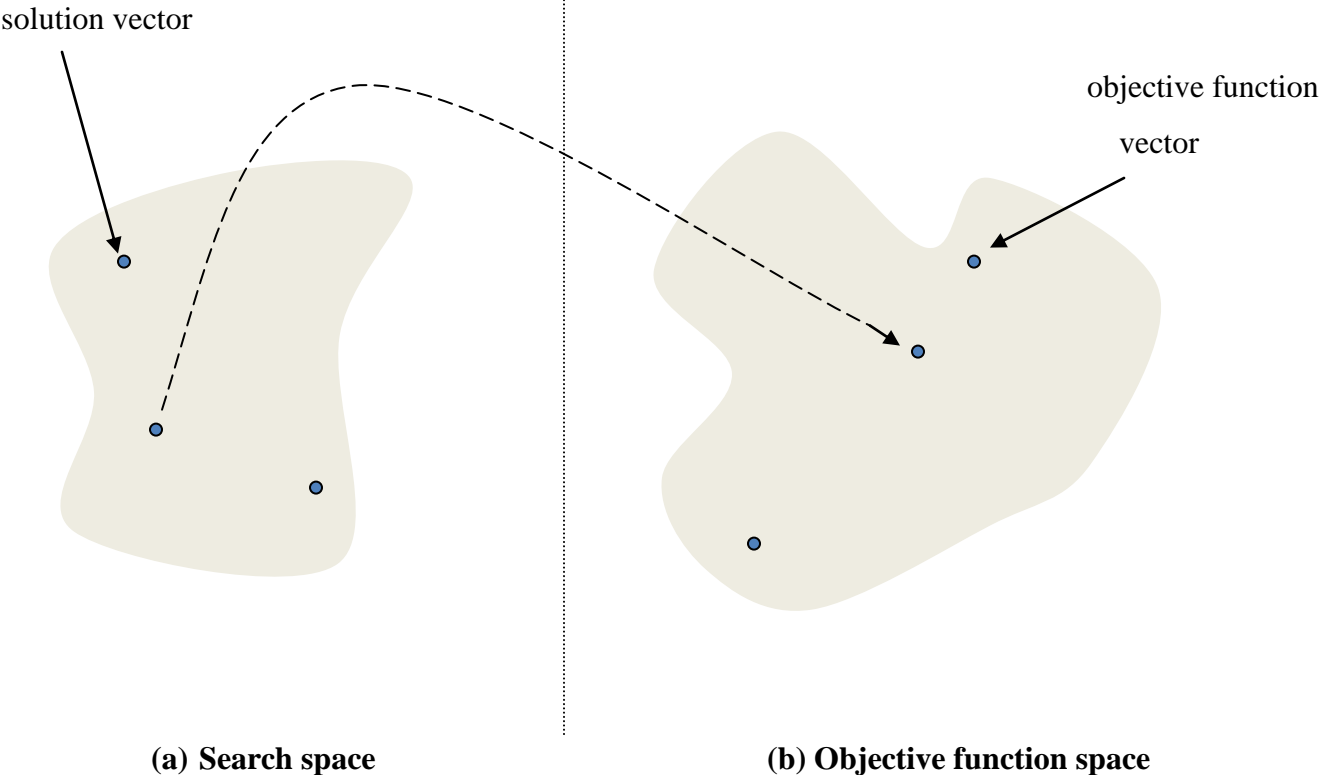 solution vector
objective function
vector
(a) Search space
(b) Objective function space